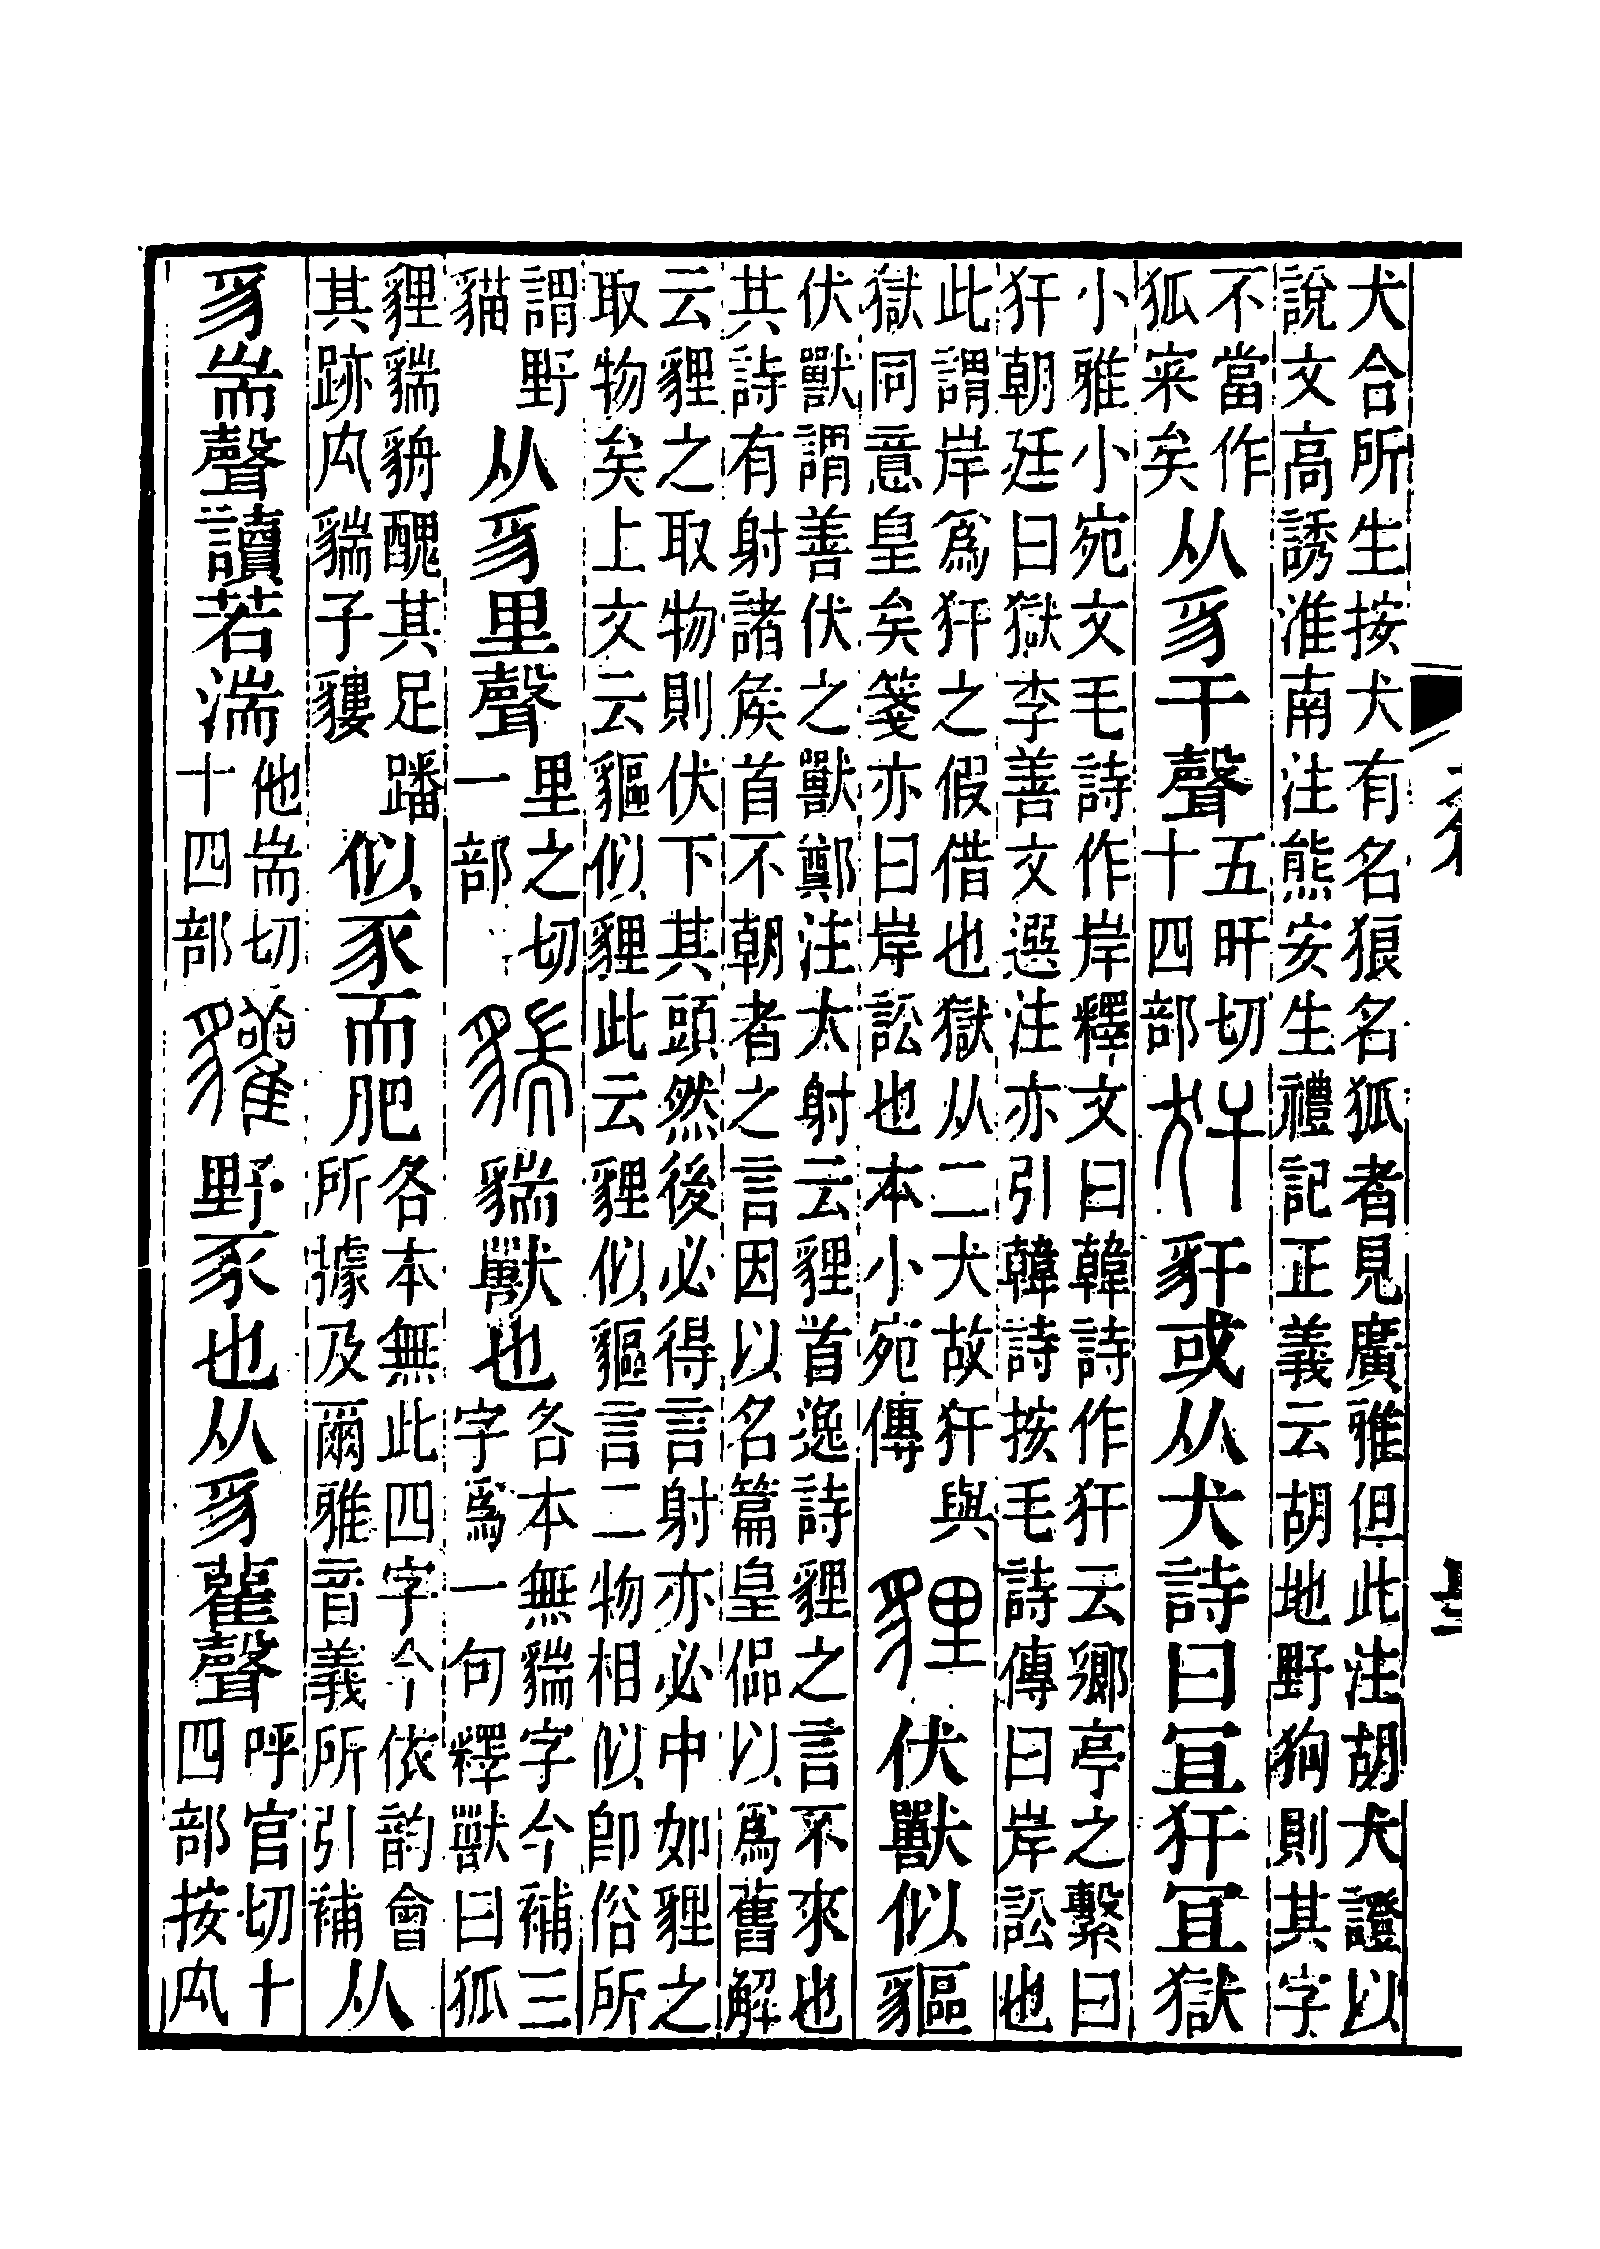 犬合所生按犬有名狼名狐者見廣雅但此注胡犬證以
說文高誘淮南注熊安生禮記正義云胡地野狗則其字
不當作
狐寀矣
从豸干聲
五旰切
十四部
犴豻或从犬詩曰冝犴冝獄
小雅小宛文毛詩作岸釋文曰韓詩作犴云鄉亭之繫曰
犴朝廷曰獄李善文選注亦引韓詩按毛詩傳曰岸訟也
此謂岸爲犴之假借也獄从二犬故犴與
獄同意皇矣箋亦曰岸訟也本小宛傳
貍伏獸似貙
伏獸謂善伏之獸鄭注太射云貍首逸詩貍之言不來也
其詩有射諸矦首不朝者之言因以名篇皇偘以爲舊解
云貍之取物則伏下其頭然後必得言射亦必中如貍之
取物矣上文云貙似貍此云貍似貙言二物相似卽俗所
謂野
貓
从豸里聲
里之切
一部
貒貒獸也
各本無貒字今補三
字爲一句釋獸曰狐
貍貒貈醜其足蹯
其跡厹貒子貗
似豕而肥
各本無此四字今依韵會
所據及爾雅音義所引補
从
豸耑聲讀若湍
他耑切
十四部
貛野豕也从豸雚聲
呼官切十
四部按厹